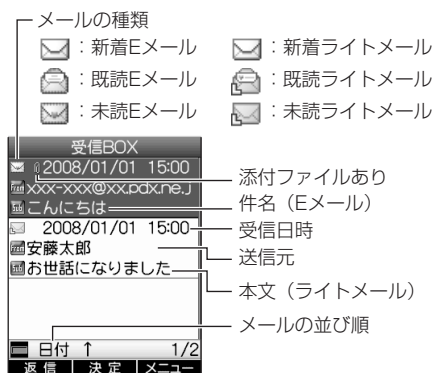 メールの種類
：新着Eメール ：新着ライトメール
：既読Eメール ：既読ライトメール
：未読Eメール ：未読ライトメール
受信BOX
2008/01/01 15:00
From xxx-xxx@xx.pdx.ne.j
Sub こんにちは
2008/01/01 15:00
From 安藤太郎
Sub お世話になりました
日付 ↑ 1/2
返信 決定 メニュー
添付ファイルあり
件名（Eメール）
受信日時
送信元
本文（ライトメール）
メールの並び順